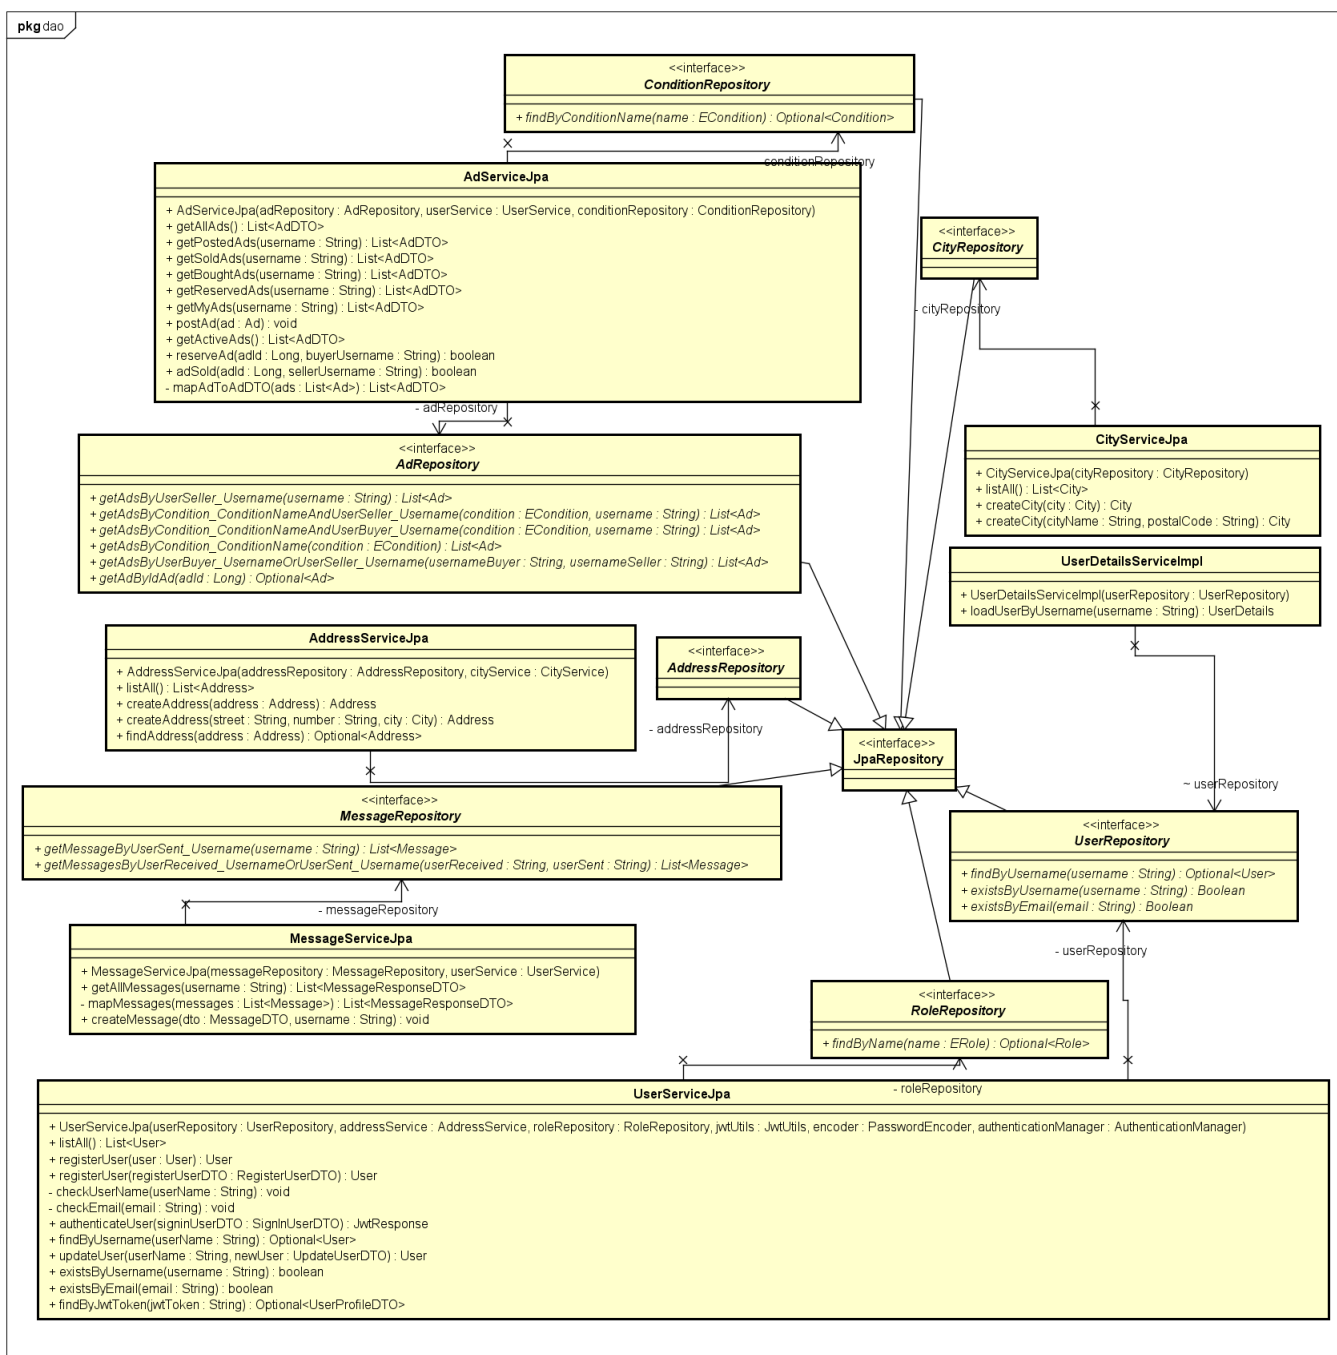 pkg dao
<<interface>>
ConditionRepository
+ findByConditionName(name : ECondition) : Optional<Condition>
- conditionRepository
AdServiceJpa
+ AdServiceJpa(adRepository : AdRepository, userService : UserService, conditionRepository : ConditionRepository)
+ getAllAds() : List<AdDTO>
+ getPostedAds(username : String) : List<AdDTO>
+ getSoldAds(username : String) : List<AdDTO>
+ getBoughtAds(username : String) : List<AdDTO>
+ getReservedAds(username : String) : List<AdDTO>
+ getMyAds(username : String) : List<AdDTO>
+ postAd(ad : Ad) : void
+ getActiveAds() : List<AdDTO>
+ reserveAd(adId : Long, buyerUsername : String) : boolean
+ adSold(adId : Long, sellerUsername : String) : boolean
- mapAdToAdDTO(ads : List<Ad>) : List<AdDTO>
<<interface>>
CityRepository
- cityRepository
- adRepository
<<interface>>
AdRepository
+ getAdsByUserSeller_Username(username : String) : List<Ad>
+ getAdsByCondition_ConditionNameAndUserSeller_Username(condition : ECondition, username : String) : List<Ad>
+ getAdsByCondition_ConditionNameAndUserBuyer_Username(condition : ECondition, username : String) : List<Ad>
+ getAdsByCondition_ConditionName(condition : ECondition) : List<Ad>
+ getAdsByUserBuyer_UsernameOrUserSeller_Username(usernameBuyer : String, usernameSeller : String) : List<Ad>
+ getAdByIdAd(adId : Long) : Optional<Ad>
CityServiceJpa
+ CityServiceJpa(cityRepository : CityRepository)
+ listAll() : List<City>
+ createCity(city : City) : City
+ createCity(cityName : String, postalCode : String) : City
UserDetailsServiceImpl
+ UserDetailsServiceImpl(userRepository : UserRepository)
+ loadUserByUsername(username : String) : UserDetails
AddressServiceJpa
+ AddressServiceJpa(addressRepository : AddressRepository, cityService : CityService)
+ listAll() : List<Address>
+ createAddress(address : Address) : Address
+ createAddress(street : String, number : String, city : City) : Address
+ findAddress(address : Address) : Optional<Address>
<<interface>>
AddressRepository
- addressRepository
<<interface>>
JpaRepository
~ userRepository
<<interface>>
MessageRepository
+ getMessageByUserSent_Username(username : String) : List<Message>
+ getMessagesByUserReceived_UsernameOrUserSent_Username(userReceived : String, userSent : String) : List<Message>
<<interface>>
UserRepository
+ findByUsername(username : String) : Optional<User>
+ existsByUsername(username : String) : Boolean
+ existsByEmail(email : String) : Boolean
- messageRepository
- userRepository
MessageServiceJpa
+ MessageServiceJpa(messageRepository : MessageRepository, userService : UserService)
+ getAllMessages(username : String) : List<MessageResponseDTO>
- mapMessages(messages : List<Message>) : List<MessageResponseDTO>
+ createMessage(dto : MessageDTO, username : String) : void
<<interface>>
RoleRepository
+ findByName(name : ERole) : Optional<Role>
- roleRepository
UserServiceJpa
+ UserServiceJpa(userRepository : UserRepository, addressService : AddressService, roleRepository : RoleRepository, jwtUtils : JwtUtils, encoder : PasswordEncoder, authenticationManager : AuthenticationManager)
+ listAll() : List<User>
+ registerUser(user : User) : User
+ registerUser(registerUserDTO : RegisterUserDTO) : User
- checkUserName(userName : String) : void
- checkEmail(email : String) : void
+ authenticateUser(signinUserDTO : SignInUserDTO) : JwtResponse
+ findByUsername(userName : String) : Optional<User>
+ updateUser(userName : String, newUser : UpdateUserDTO) : User
+ existsByUsername(username : String) : boolean
+ existsByEmail(email : String) : boolean
+ findByJwtToken(jwtToken : String) : Optional<UserProfileDTO>